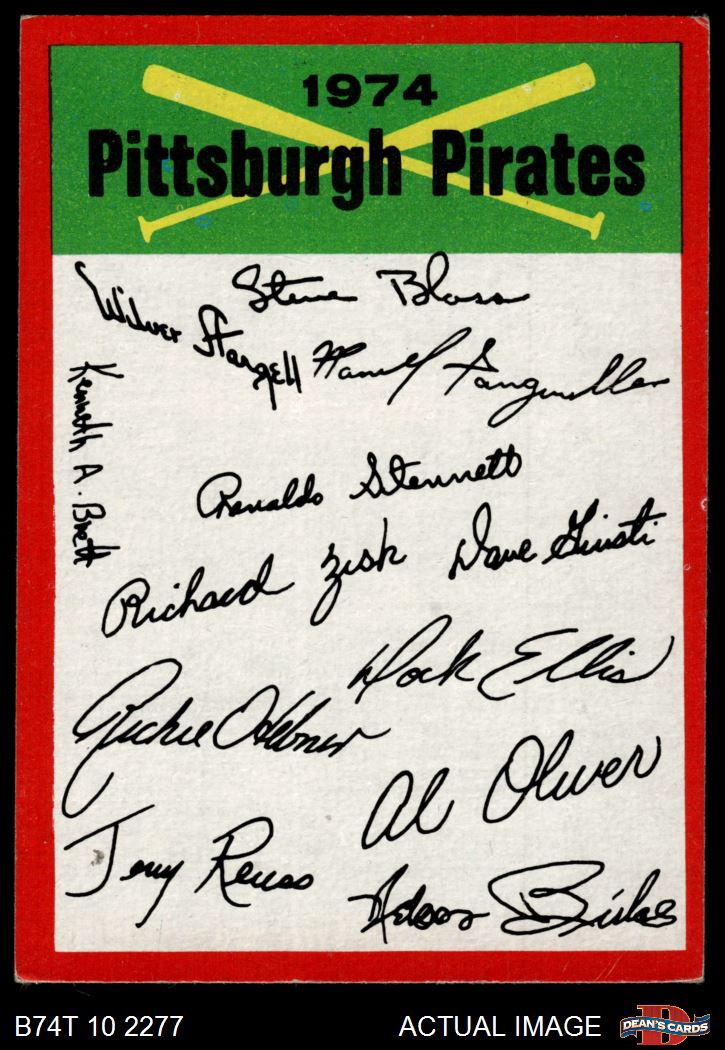 1974
Pittsburgh Pirates
Steve Blass
Wilver Stargell
Manuel Sanguillen
Kenneth A. Brett
Renaldo Stennett
Richard Zisk
Dave Giusti
Dock Ellis
Richie Hebner
Al Oliver
Jerry Reuss
Nelson Briles
B74T 10 2277
ACTUAL IMAGE
D
DEAN'S CARDS